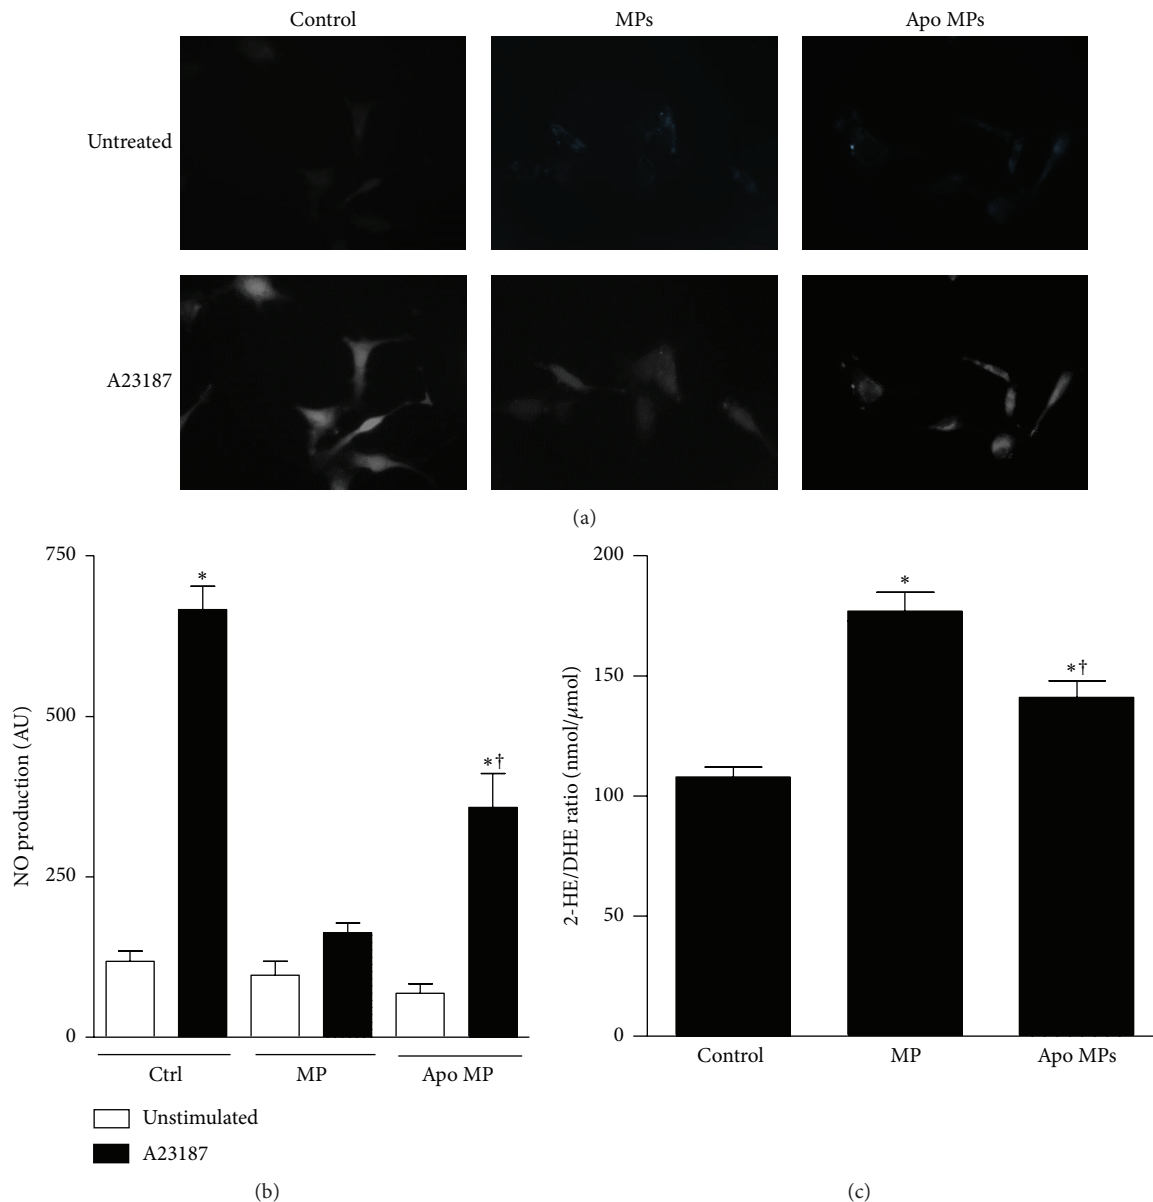 Control MPs Apo MPs
Untreated
A23187
(a)
750
500
250
0
NO production (AU)
*
*†
Ctrl MP Apo MP
Unstimulated
A23187
(b)
200
150
100
50
0
2-HE/DHE ratio (nmol/μmol)
*
*†
Control MP Apo MPs
(c)